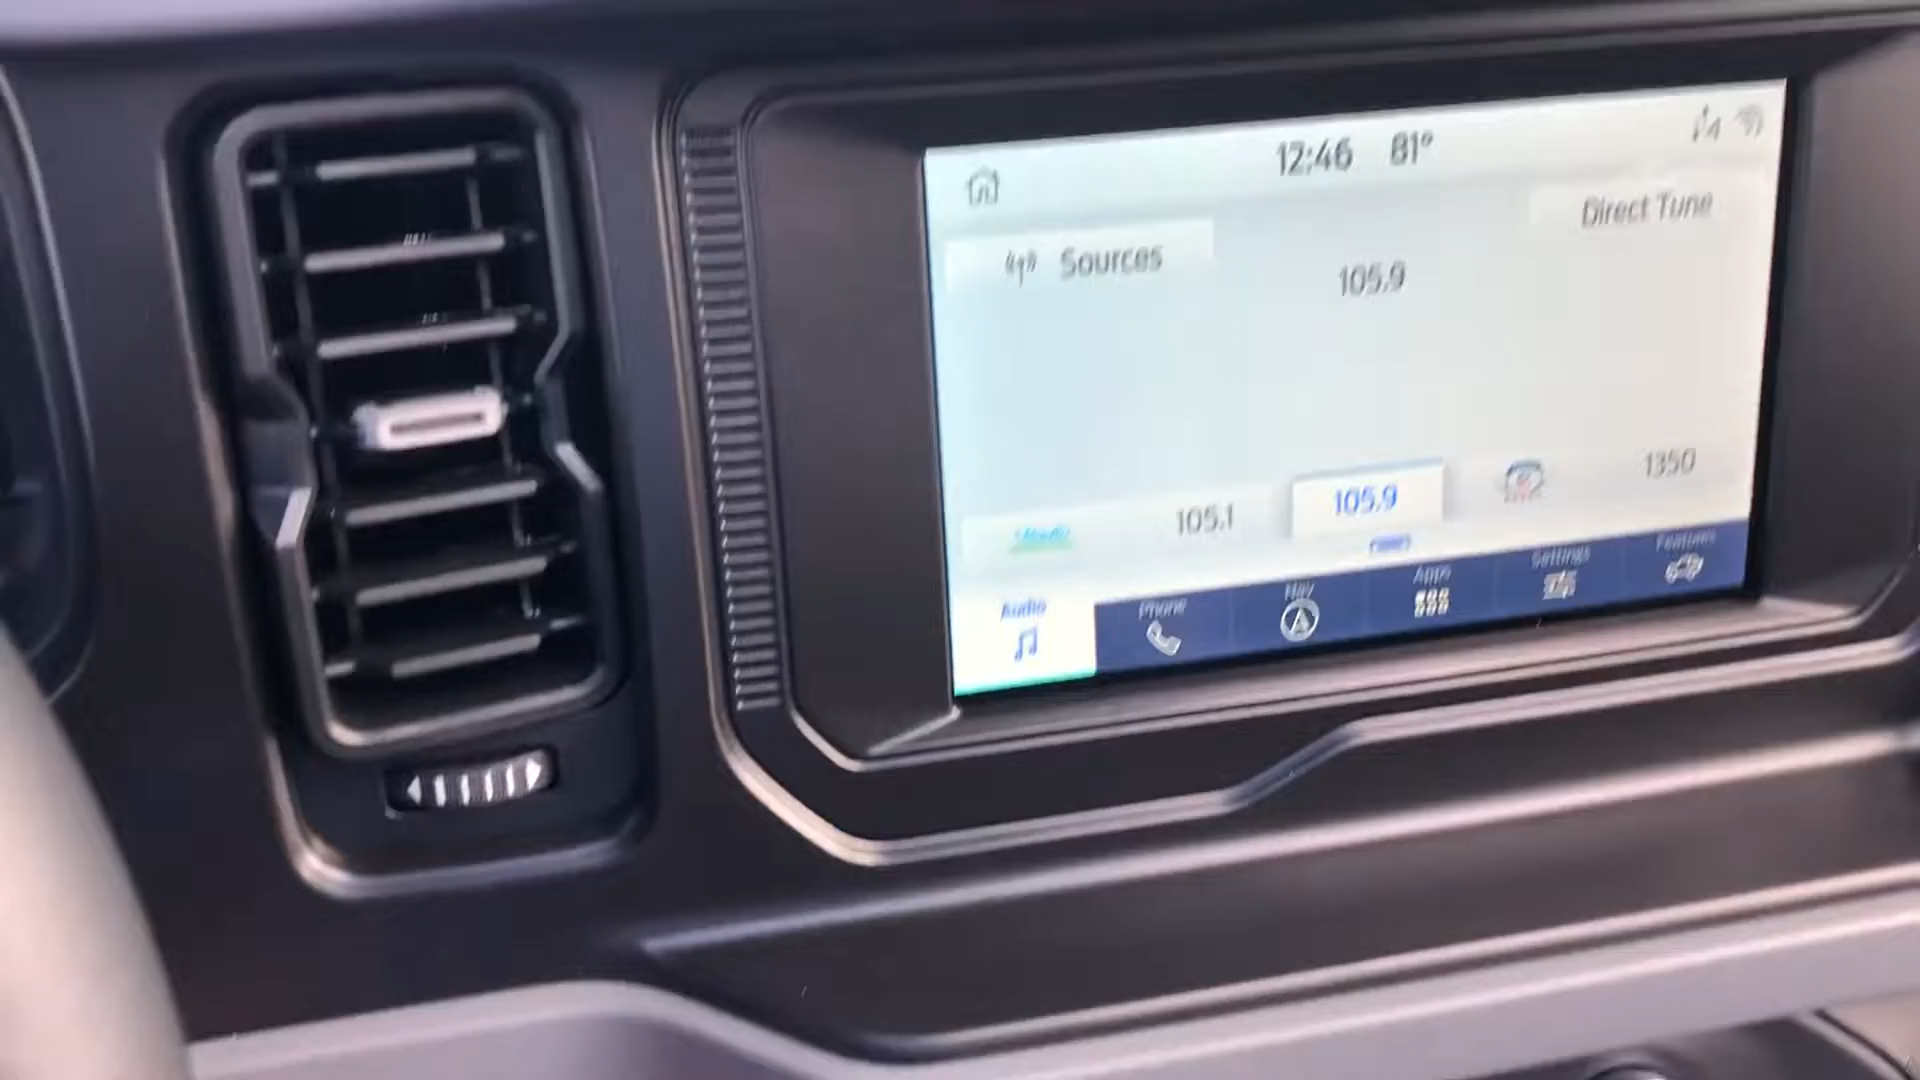 12:46 81°
Direct Tune
Sources
105.9
105.1
105.9
1350
Audio
Phone
Nav
Apps
Settings
Features